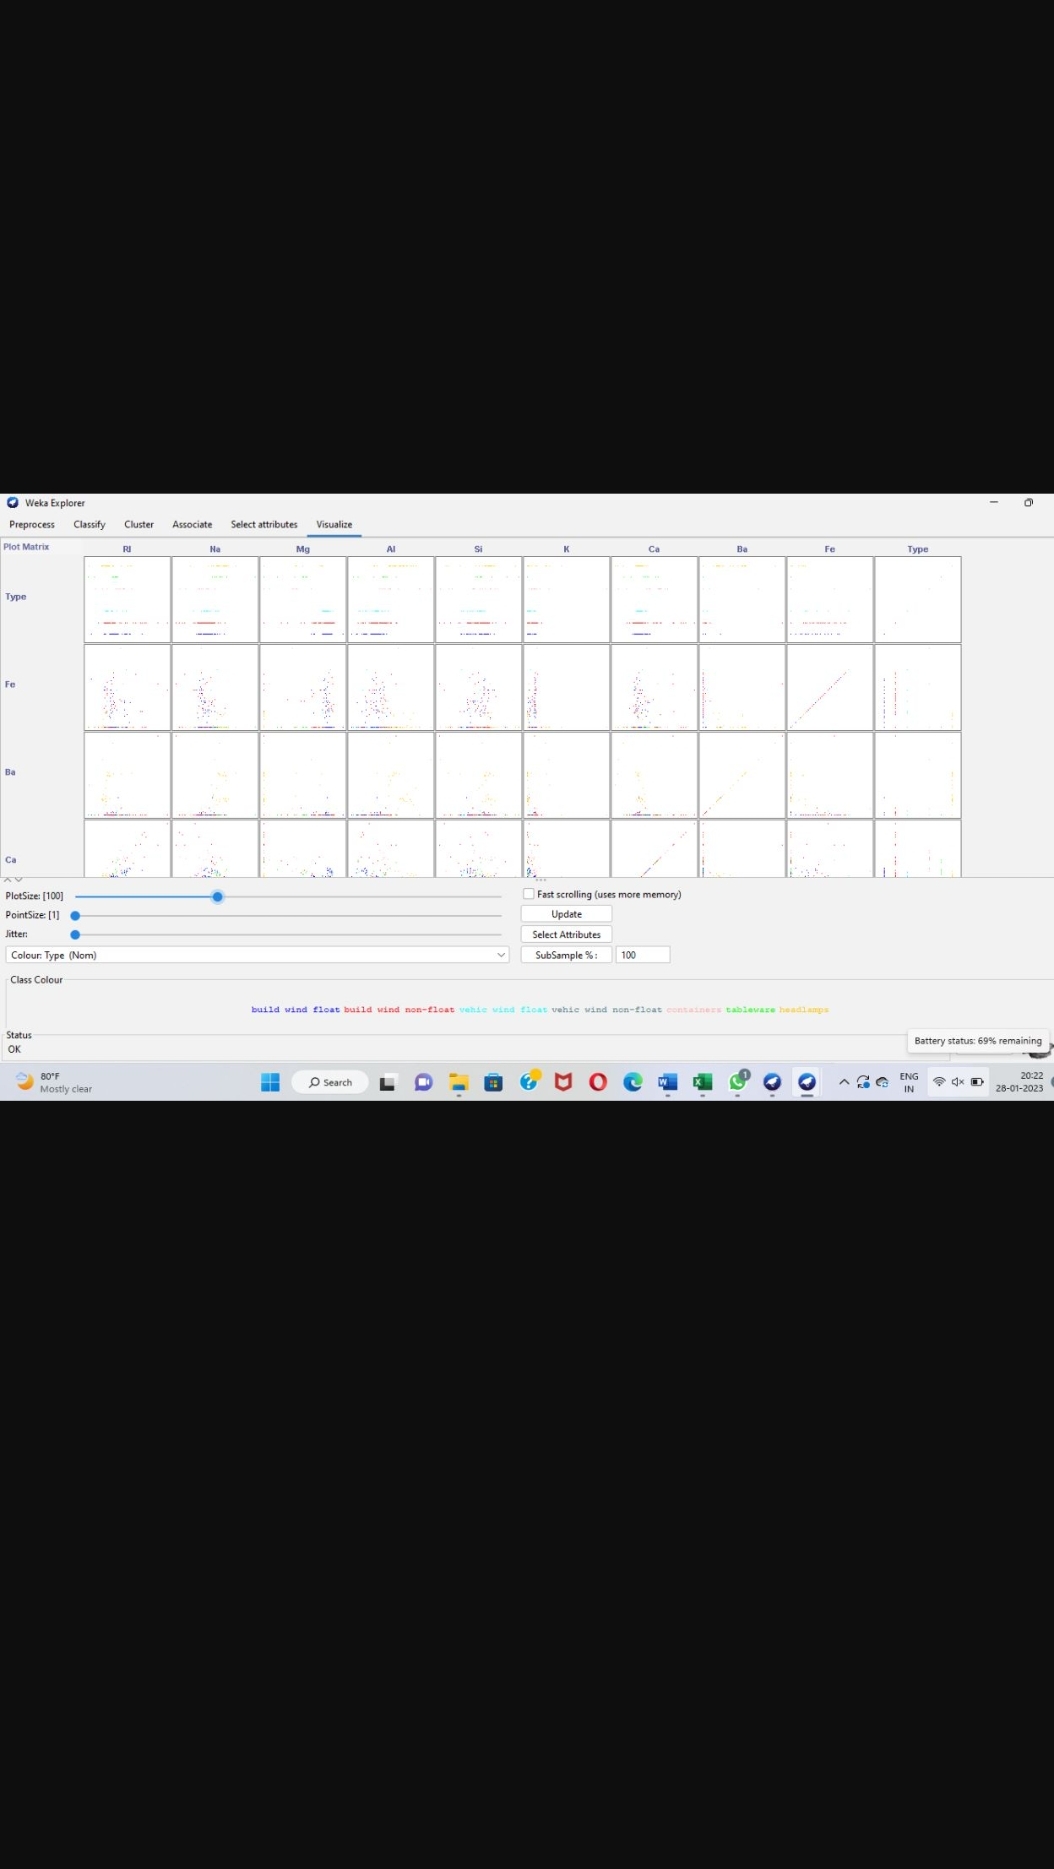 Weka Explorer
Preprocess Classify Cluster Associate Select attributes Visualize
Plot Matrix RI Na Mg Al Si K Ca Ba Fe Type
Type
Fe
Ba
Ca
PlotSize: [100] Fast scrolling (uses more memory)
PointSize: [1] Update
Jitter: Select Attributes
Colour: Type (Nom) SubSample % : 100
Class Colour
build wind float build wind non-float vehic wind float vehic wind non-float containers tableware headlamps
Status
OK
Battery status: 69% remaining
80°F
Mostly clear
Search
1
ENG
IN
20:22
28-01-2023